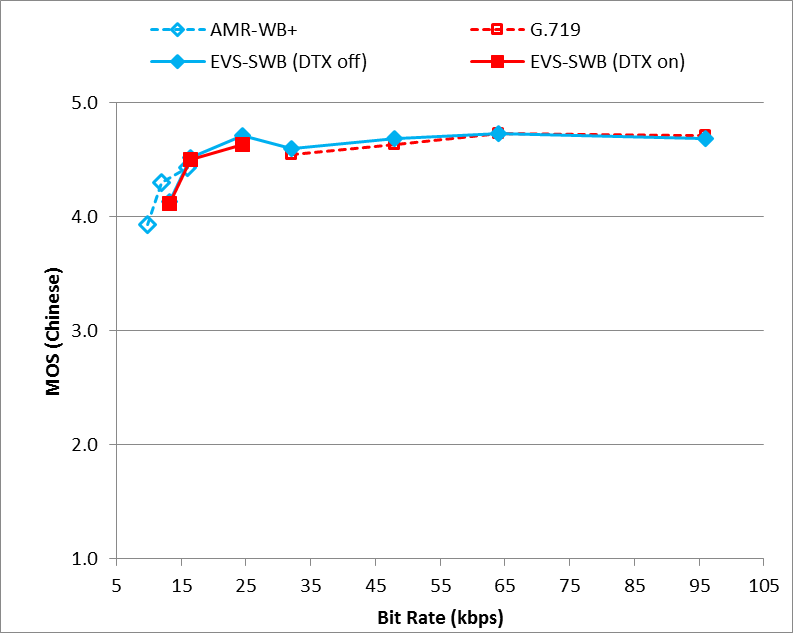 AMR-WB+ G.719
EVS-SWB (DTX off) EVS-SWB (DTX on)
5.0
4.0
3.0
2.0
1.0
MOS (Chinese)
5 15 25 35 45 55 65 75 85 95 105
Bit Rate (kbps)